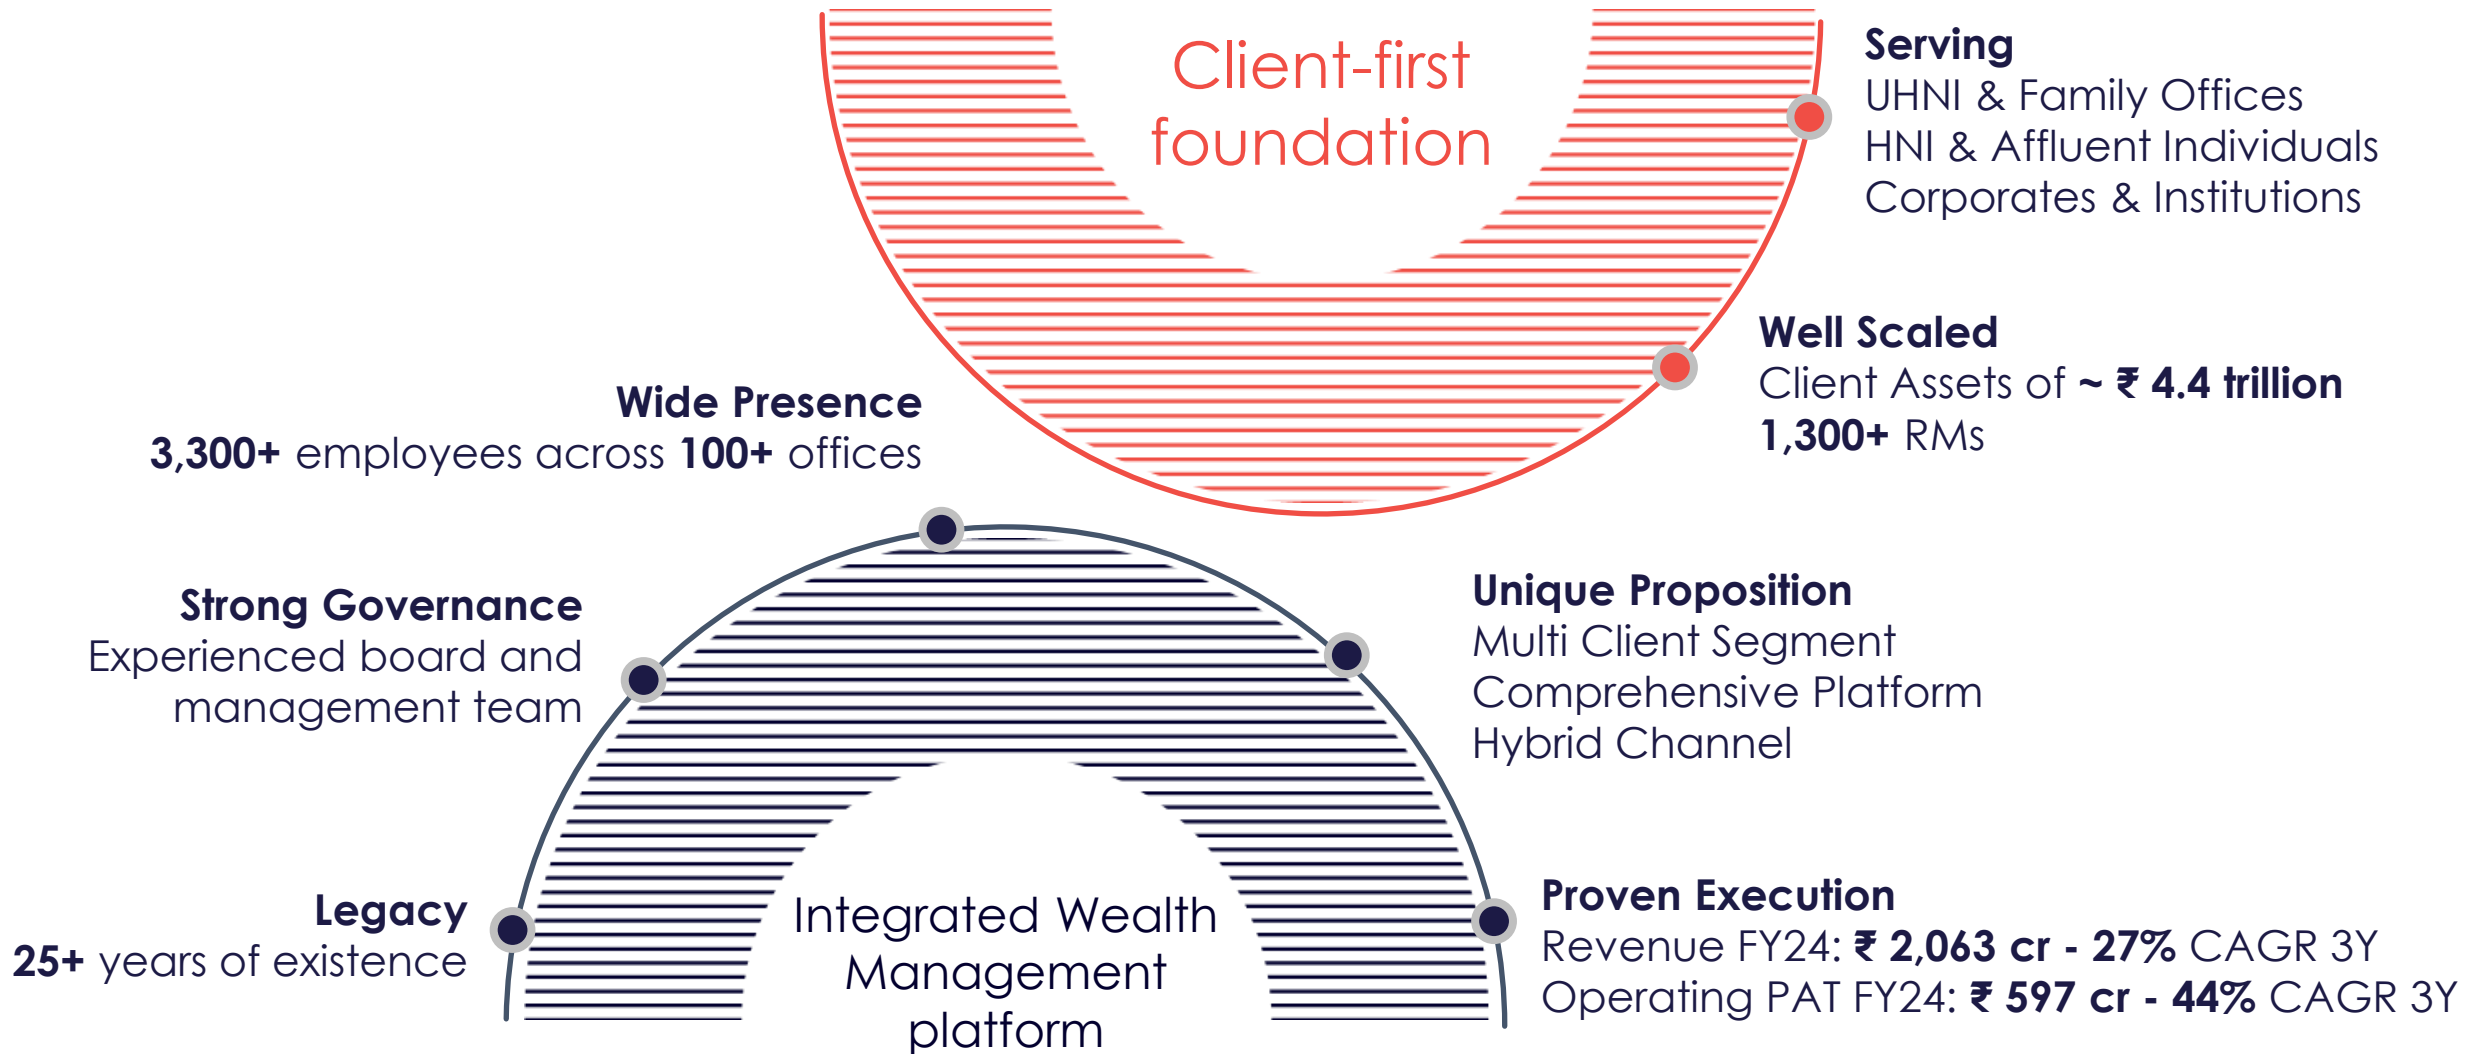 Client-first
foundation
Serving
UHNI & Family Offices
HNI & Affluent Individuals
Corporates & Institutions
Well Scaled
Client Assets of ~ ₹ 4.4 trillion
1,300+ RMs
Wide Presence
3,300+ employees across 100+ offices
Strong Governance
Experienced board and
management team
Legacy
25+ years of existence
Integrated Wealth
Management
platform
Unique Proposition
Multi Client Segment
Comprehensive Platform
Hybrid Channel
Proven Execution
Revenue FY24: ₹ 2,063 cr - 27% CAGR 3Y
Operating PAT FY24: ₹ 597 cr - 44% CAGR 3Y